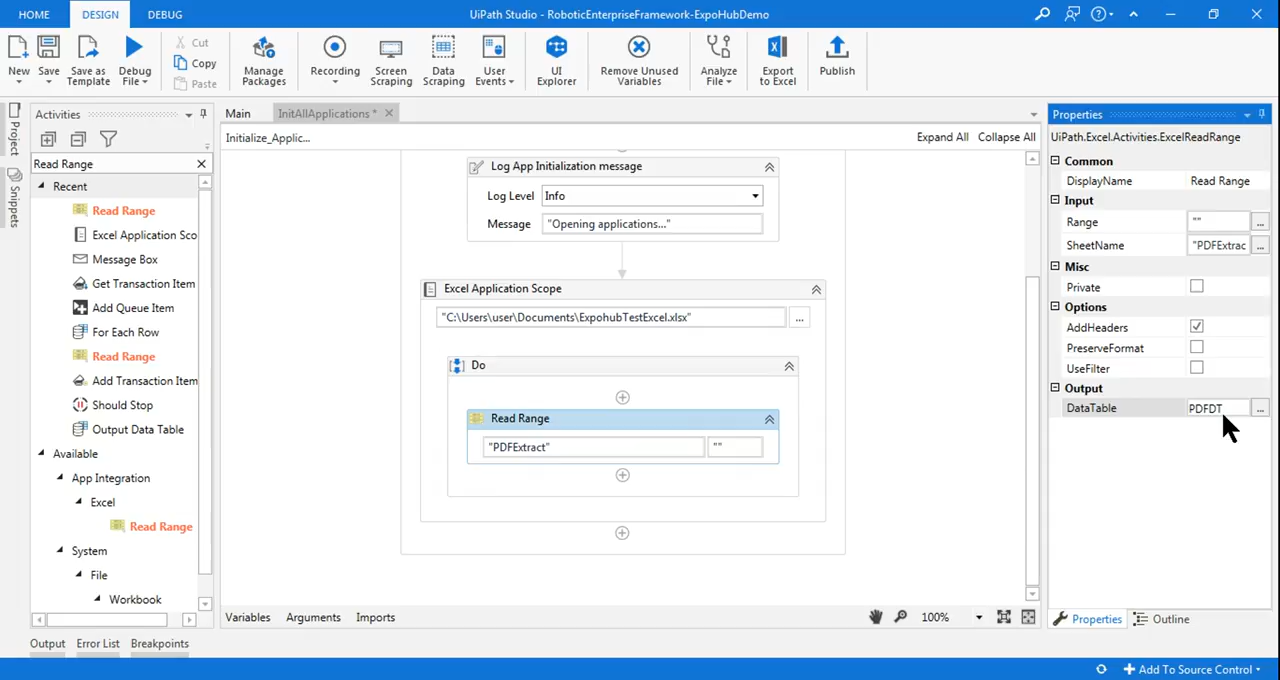 HOME DESIGN DEBUG UiPath Studio - RoboticEnterpriseFramework-ExpoHubDemo
New Save Save as Template Debug File Cut Copy Paste Manage Packages Recording Screen Scraping Data Scraping User Events UI Explorer Remove Unused Variables Analyze File Export to Excel Publish
Project
Snippets
Activities
Read Range
Recent
Read Range
Excel Application Sco
Message Box
Get Transaction Item
Add Queue Item
For Each Row
Read Range
Add Transaction Item
Should Stop
Output Data Table
Available
App Integration
Excel
Read Range
System
File
Workbook
Main InitAllApplications *
Initialize_Applic... Expand All Collapse All
Log App Initialization message
Log Level Info
Message "Opening applications..."
Excel Application Scope
"C:\Users\user\Documents\ExpohubTestExcel.xlsx" ...
Do
Read Range
"PDFExtract" ""
Variables Arguments Imports 100%
Properties
UiPath.Excel.Activities.ExcelReadRange
Common
DisplayName Read Range
Input
Range "" ...
SheetName "PDFExtrac ...
Misc
Private
Options
AddHeaders
PreserveFormat
UseFilter
Output
DataTable PDFDT ...
Properties Outline
Output Error List Breakpoints
Add To Source Control